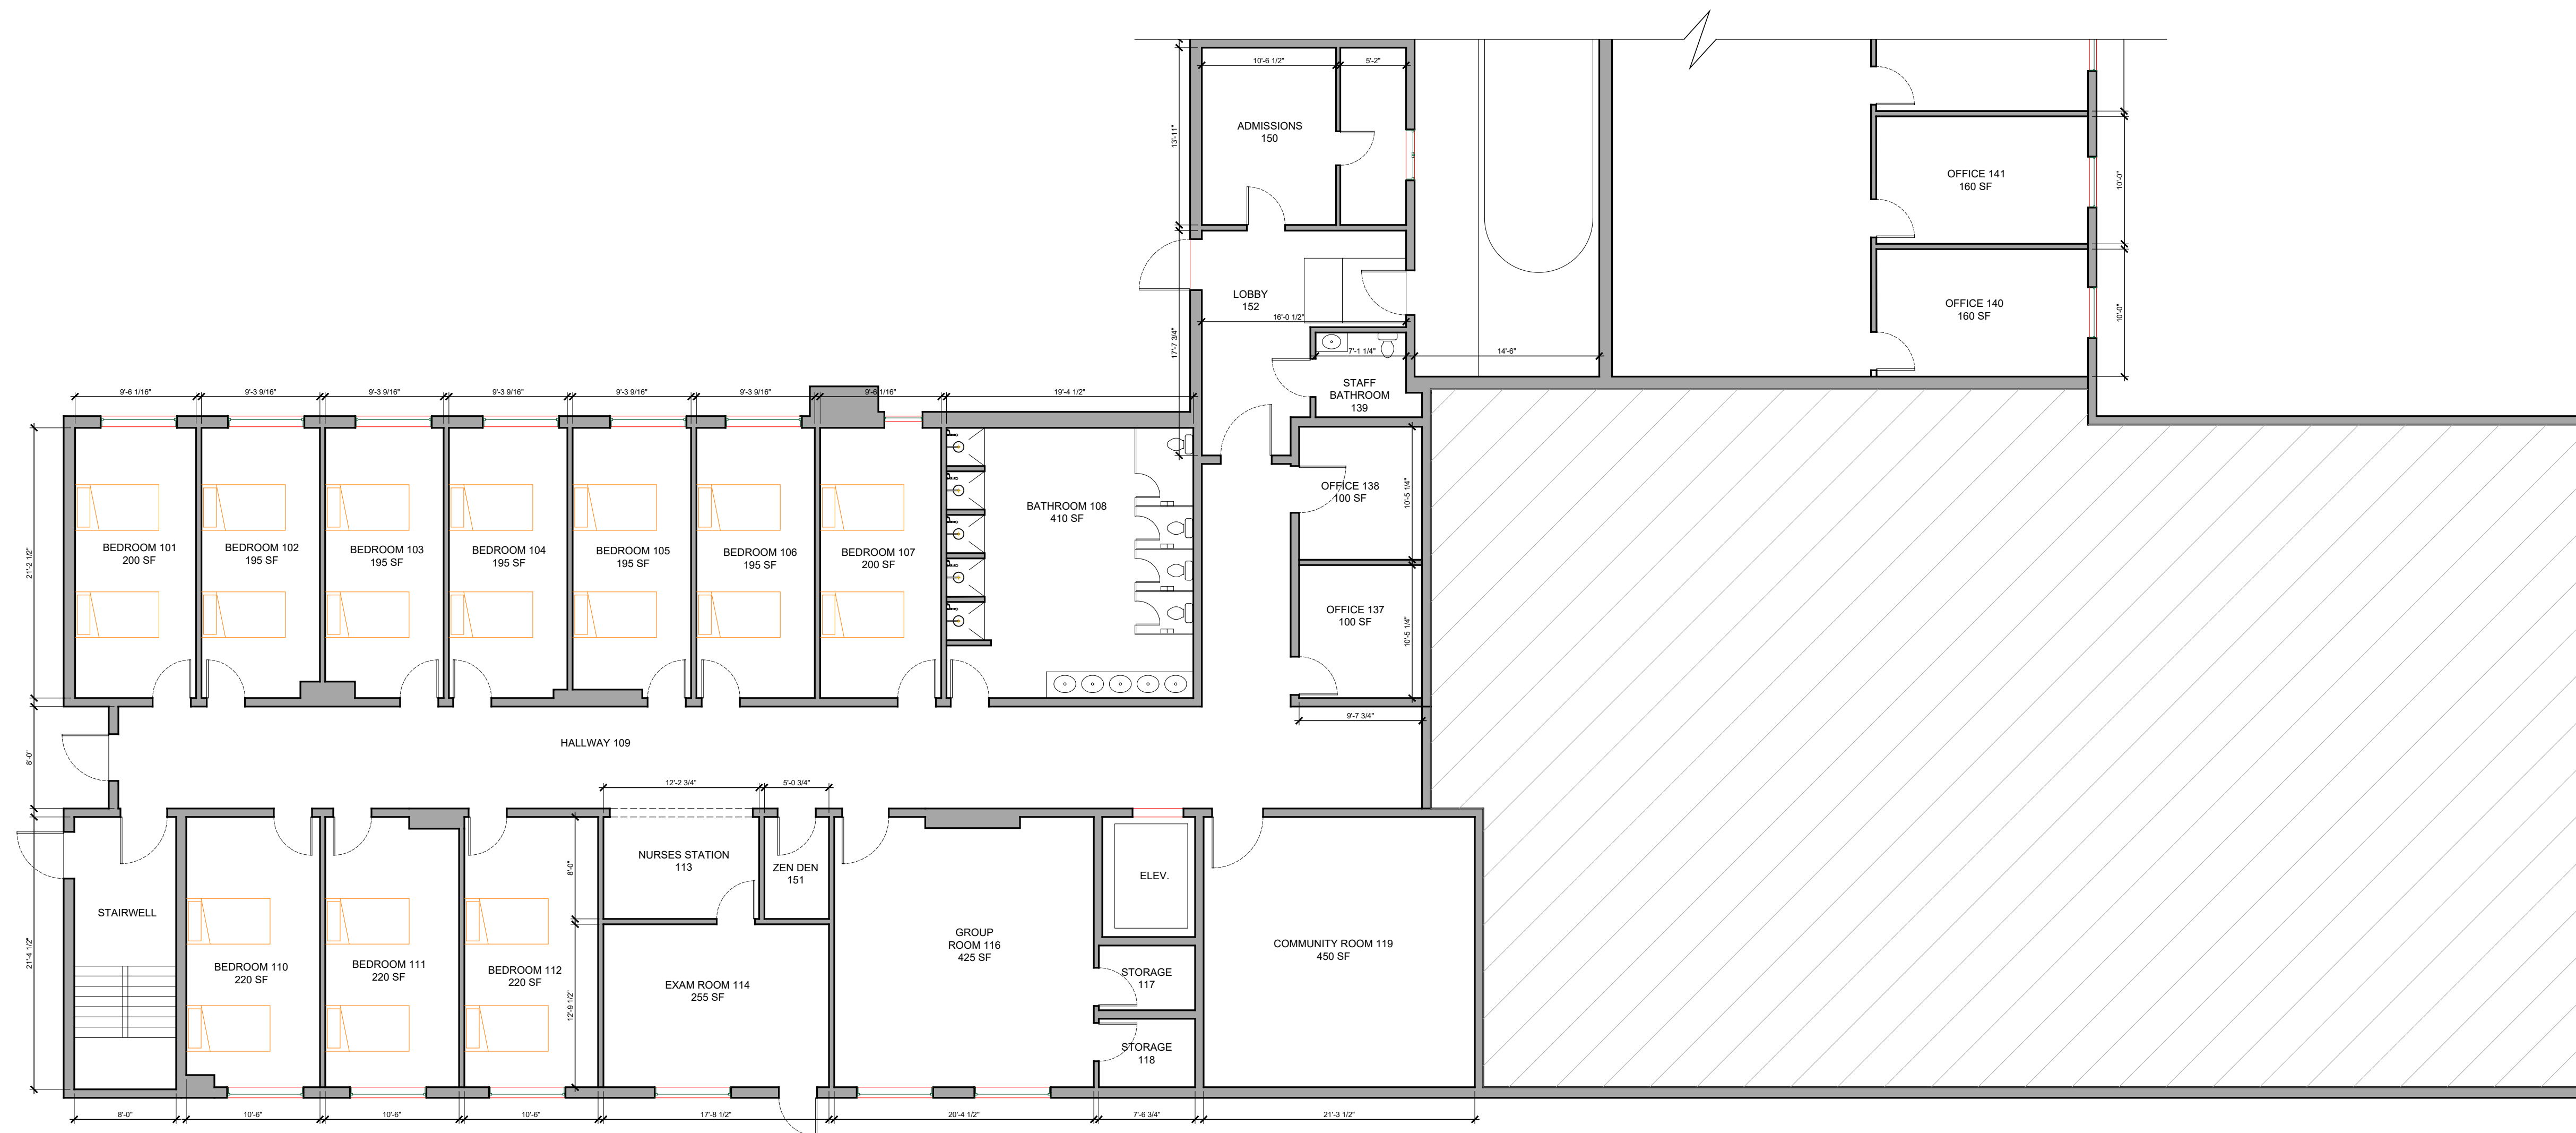 10'-6 1/2"
5'-2"
13'-11"
ADMISSIONS
150
OFFICE 141
160 SF
10'-0"
LOBBY
152
16'-0 1/2"
OFFICE 140
160 SF
10'-0"
17'-7 3/4"
7'-1 1/4"
14'-6"
STAFF
BATHROOM
139
9'-6 1/16"
9'-3 9/16"
9'-3 9/16"
9'-3 9/16"
9'-3 9/16"
9'-3 9/16"
9'-6 1/16"
19'-4 1/2"
21'-2 1/2"
BEDROOM 101
200 SF
BEDROOM 102
195 SF
BEDROOM 103
195 SF
BEDROOM 104
195 SF
BEDROOM 105
195 SF
BEDROOM 106
195 SF
BEDROOM 107
200 SF
BATHROOM 108
410 SF
OFFICE 138
100 SF
10'-5 1/4"
OFFICE 137
100 SF
10'-5 1/4"
9'-7 3/4"
8'-0"
HALLWAY 109
12'-2 3/4"
5'-0 3/4"
21'-4 1/2"
STAIRWELL
BEDROOM 110
220 SF
BEDROOM 111
220 SF
BEDROOM 112
220 SF
8'-0"
NURSES STATION
113
ZEN DEN
151
12'-9 1/2"
EXAM ROOM 114
255 SF
GROUP
ROOM 116
425 SF
ELEV.
STORAGE
117
STORAGE
118
COMMUNITY ROOM 119
450 SF
8'-0"
10'-6"
10'-6"
10'-6"
17'-8 1/2"
20'-4 1/2"
7'-6 3/4"
21'-3 1/2"